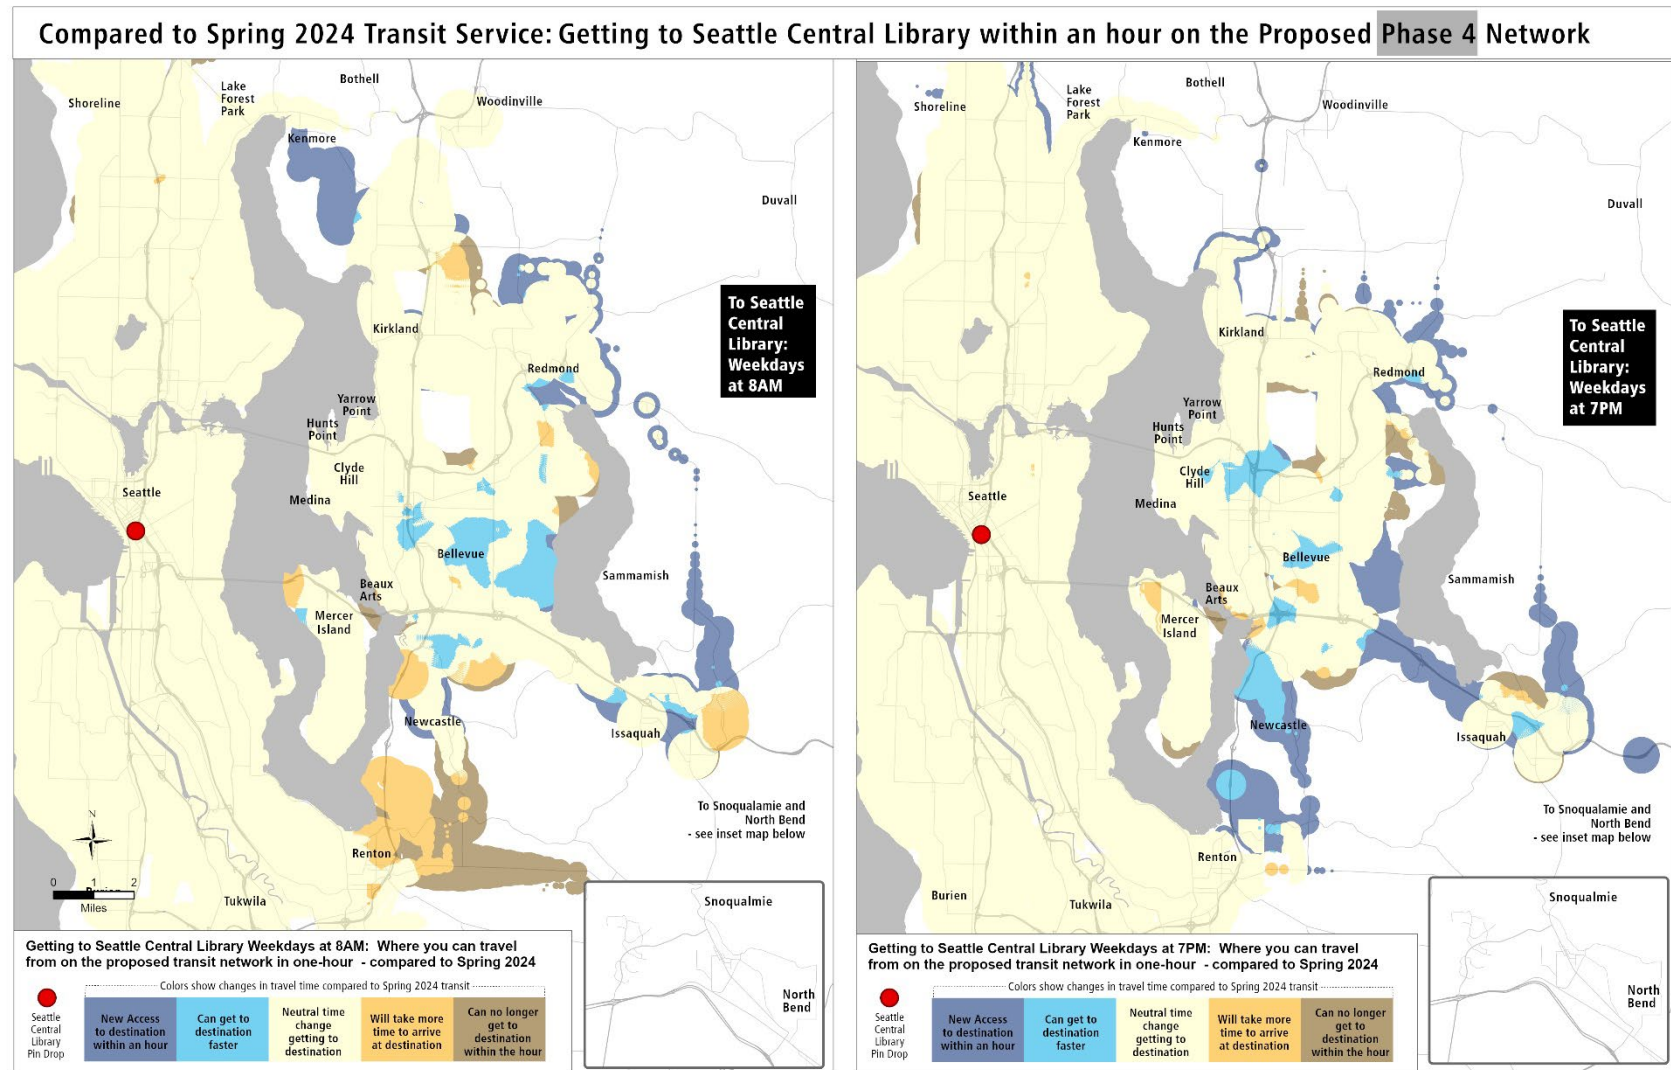 Compared to Spring 2024 Transit Service: Getting to Seattle Central Library within an hour on the Proposed Phase 4 Network
Shoreline
Lake
Forest
Park
Bothell
Woodinville
Kenmore
Duvall
Kirkland
To Seattle
Central
Library:
Weekdays
at 8AM
Redmond
Yarrow
Point
Hunts
Point
Clyde
Hill
Medina
Seattle
Bellevue
Beaux
Arts
Sammamish
Mercer
Island
Newcastle
Issaquah
To Snoqualamie and
North Bend
- see inset map below
N
Renton
0 1 2
Miles
Tukwila
Snoqualmie
North
Bend
Getting to Seattle Central Library Weekdays at 8AM: Where you can travel
from on the proposed transit network in one-hour - compared to Spring 2024
Colors show changes in travel time compared to Spring 2024 transit
Seattle
Central
Library
Pin Drop
New Access
to destination
within an hour
Can get to
destination
faster
Neutral time
change
getting to
destination
Will take more
time to arrive
at destination
Can no longer
get to
destination
within the hour
Shoreline
Lake
Forest
Park
Bothell
Woodinville
Kenmore
Duvall
Kirkland
To Seattle
Central
Library:
Weekdays
at 7PM
Redmond
Yarrow
Point
Hunts
Point
Clyde
Hill
Medina
Seattle
Bellevue
Beaux
Arts
Sammamish
Mercer
Island
Newcastle
Issaquah
To Snoqualamie and
North Bend
- see inset map below
Renton
Burien
Tukwila
Snoqualmie
North
Bend
Getting to Seattle Central Library Weekdays at 7PM: Where you can travel
from on the proposed transit network in one-hour - compared to Spring 2024
Colors show changes in travel time compared to Spring 2024 transit
Seattle
Central
Library
Pin Drop
New Access
to destination
within an hour
Can get to
destination
faster
Neutral time
change
getting to
destination
Will take more
time to arrive
at destination
Can no longer
get to
destination
within the hour